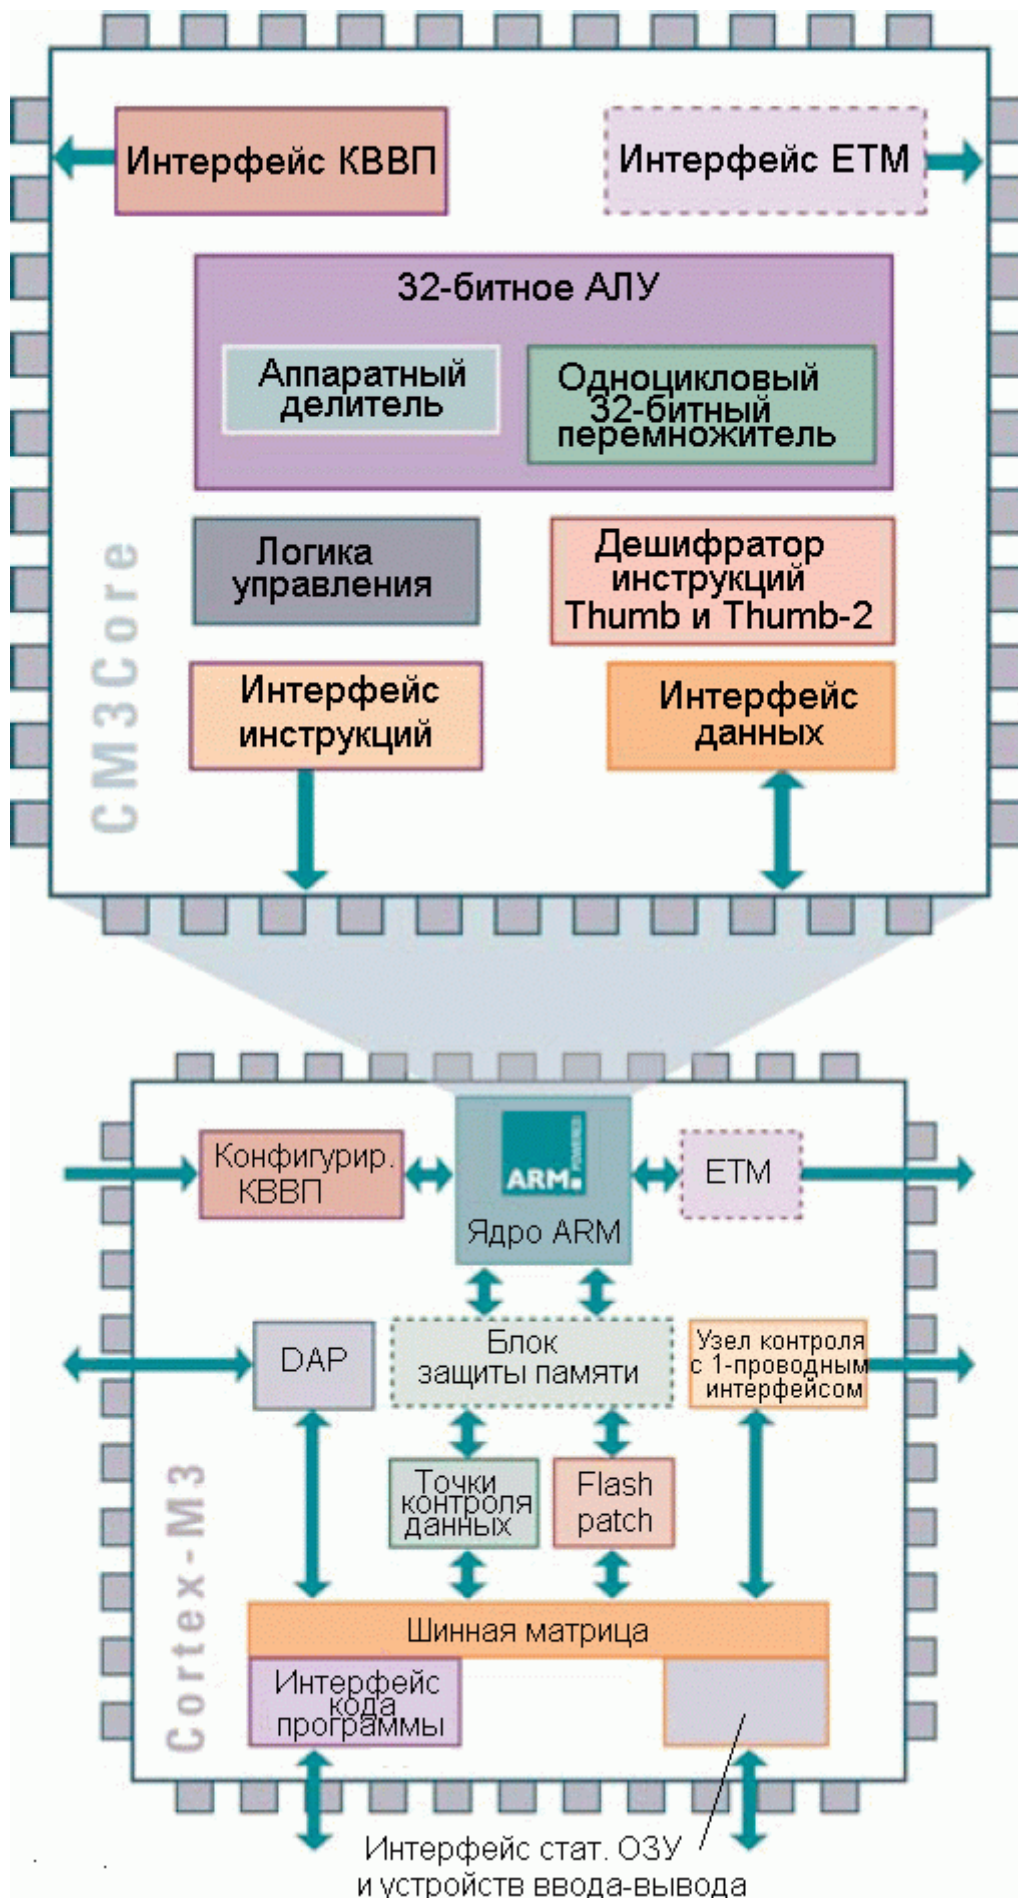 Интерфейс КВВП
Интерфейс ЕТМ
32-битное АЛУ
Аппаратный
делитель
Одноцикловый
32-битный
перемножитель
Логика
управления
Дешифратор
инструкций
Thumb и Thumb-2
Интерфейс
инструкций
Интерфейс
данных
CM3Core
Конфигурир.
КВВП
ARM
POWERED
Ядро ARM
ETM
DAP
Блок
защиты памяти
Узел контроля
с 1-проводным
интерфейсом
Точки
контроля
данных
Flash
patch
Шинная матрица
Интерфейс
кода
программы
Cortex-M3
Интерфейс стат. ОЗУ
и устройств ввода-вывода